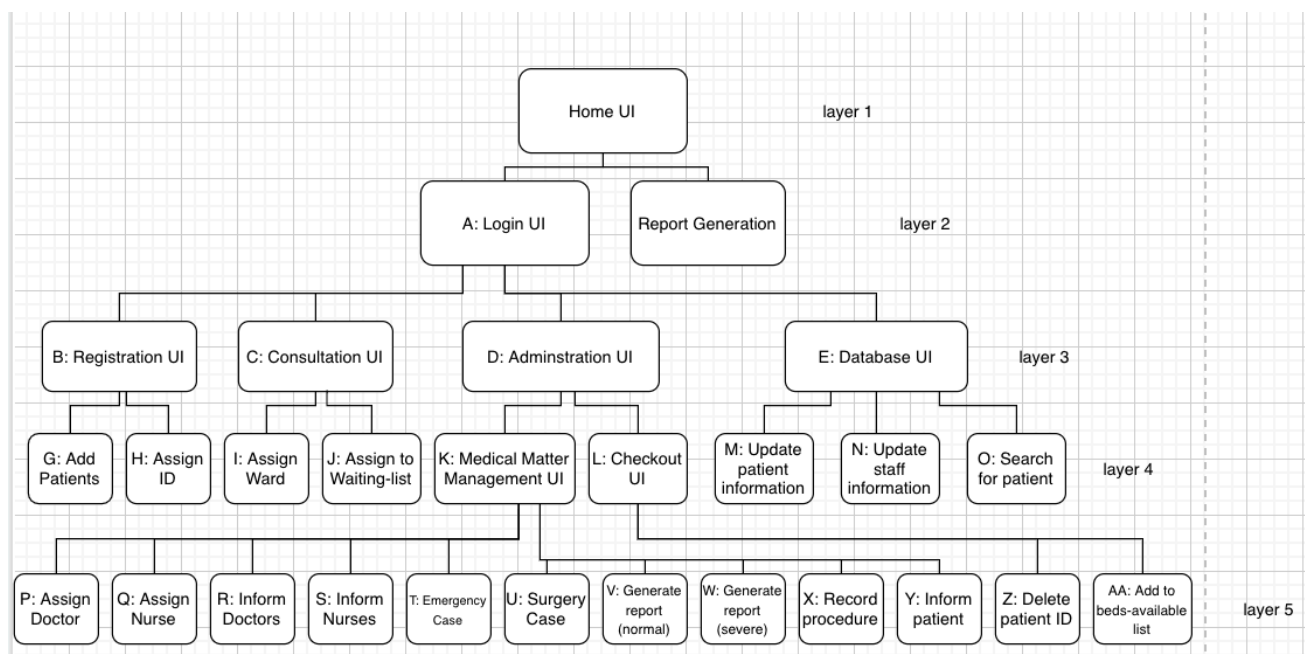 Home UI
layer 1
A: Login UI
Report Generation
layer 2
B: Registration UI
C: Consultation UI
D: Adminstration UI
E: Database UI
layer 3
G: Add
Patients
H: Assign
ID
I: Assign
Ward
J: Assign to
Waiting-list
K: Medical Matter
Management UI
L: Checkout
UI
M: Update
patient
information
N: Update
staff
information
O: Search
for patient
layer 4
P: Assign
Doctor
Q: Assign
Nurse
R: Inform
Doctors
S: Inform
Nurses
T: Emergency
Case
U: Surgery
Case
V: Generate
report
(normal)
W: Generate
report
(severe)
X: Record
procedure
Y: Inform
patient
Z: Delete
patient ID
AA: Add to
beds-available
list
layer 5